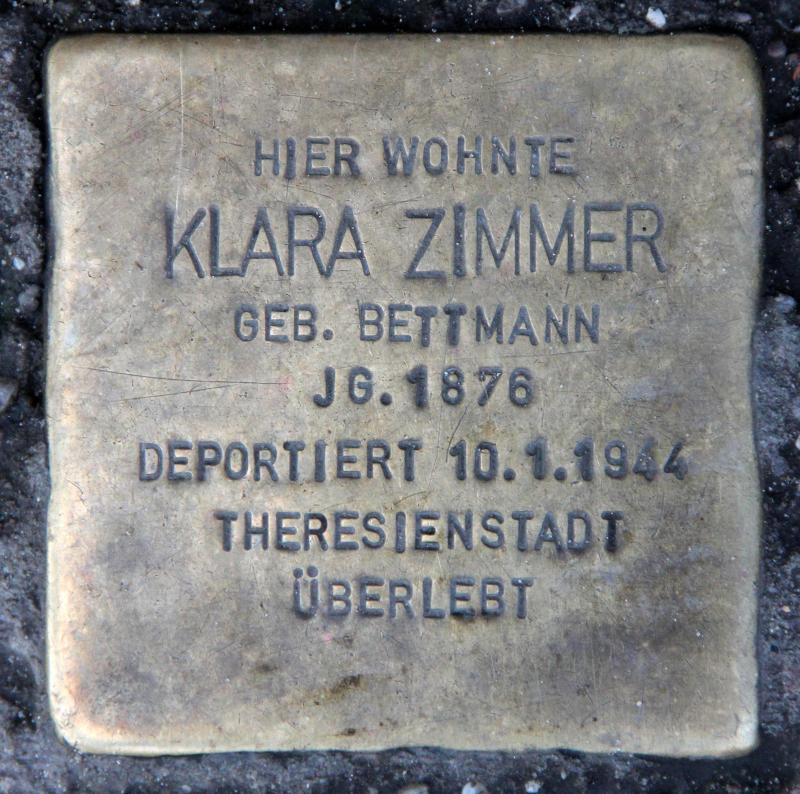 HIER WOHNTE
KLARA ZIMMER
GEB. BETTMANN
JG. 1876
DEPORTIERT 10.1.1944
THERESIENSTADT
ÜBERLEBT